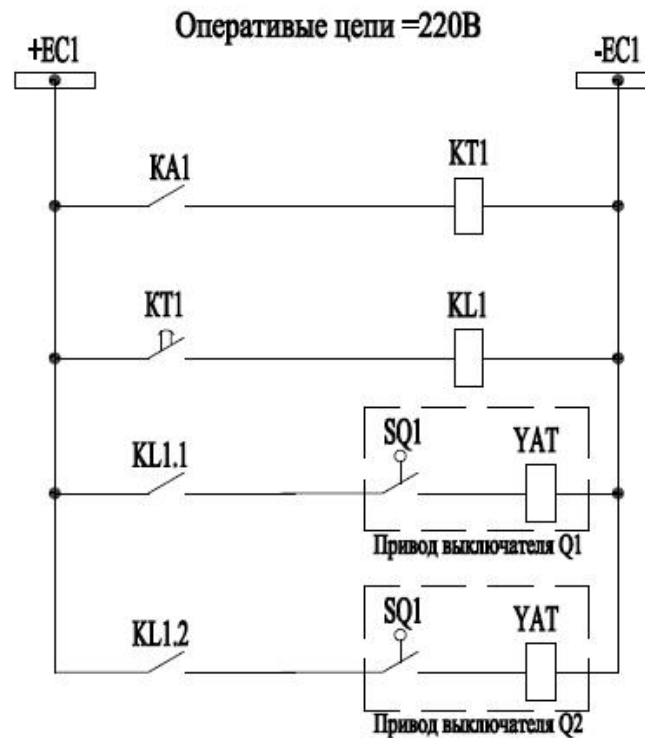 Оперативые цепи =220В
+EC1
-EC1
KA1
KT1
KT1
KL1
KL1.1
SQ1
YAT
Привод выключателя Q1
KL1.2
SQ1
YAT
Привод выключателя Q2